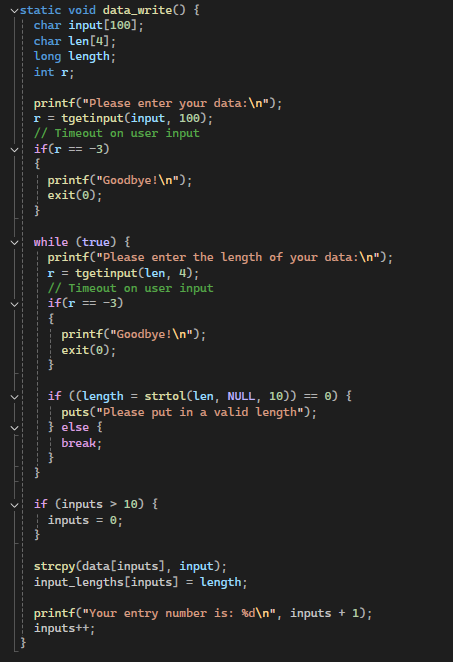 static void data_write() {
char input[100];
char len[4];
long length;
int r;
printf("Please enter your data:\n");
r = tgetinput(input, 100);
// Timeout on user input
if(r == -3)
{
printf("Goodbye!\n");
exit(0);
}
while (true) {
printf("Please enter the length of your data:\n");
r = tgetinput(len, 4);
// Timeout on user input
if(r == -3)
{
printf("Goodbye!\n");
exit(0);
}
if ((length = strtol(len, NULL, 10)) == 0) {
puts("Please put in a valid length");
} else {
break;
}
}
if (inputs > 10) {
inputs = 0;
}
strcpy(data[inputs], input);
input_lengths[inputs] = length;
printf("Your entry number is: %d\n", inputs + 1);
inputs++;
}